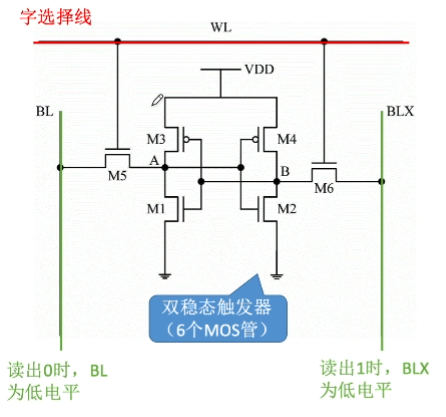 字选择线
WL
VDD
BL
BLX
M3
M4
A
B
M5
M6
M1
M2
双稳态触发器
（6个MOS管）
读出0时，BL
为低电平
读出1时，BLX
为低电平